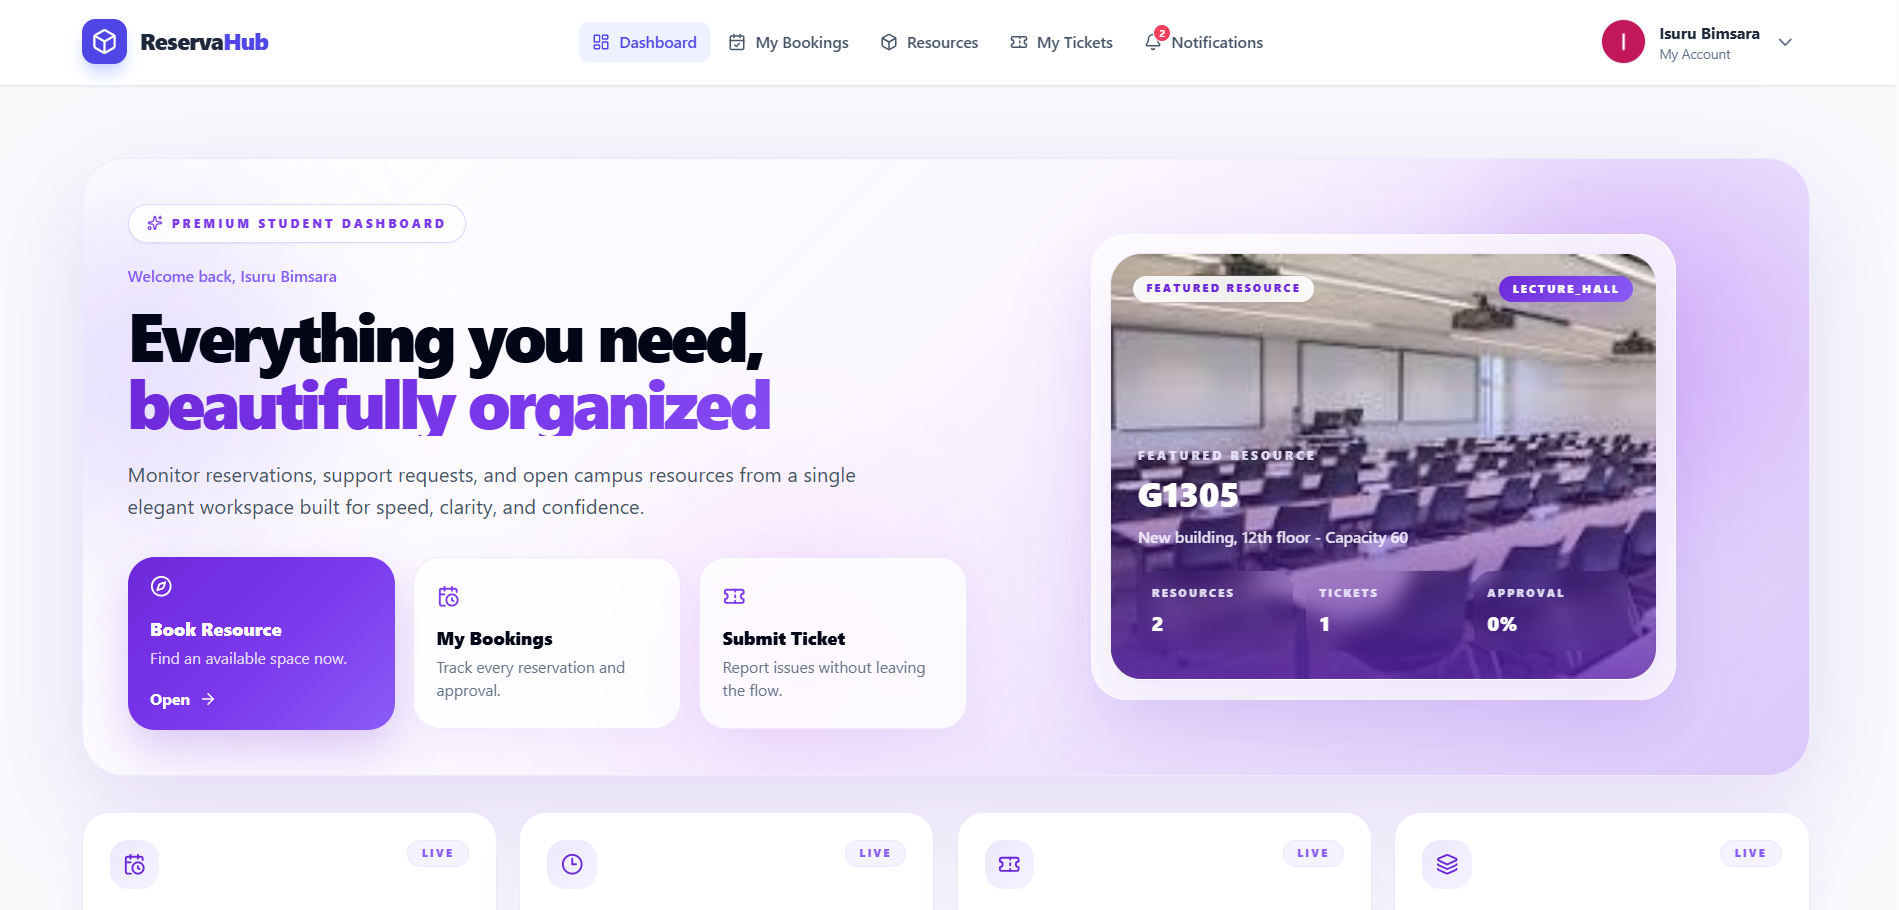 ReservaHub
Dashboard
My Bookings
Resources
My Tickets
2
Notifications
I
Isuru Bimsara
My Account
PREMIUM STUDENT DASHBOARD
Welcome back, Isuru Bimsara
Everything you need,
beautifully organized
Monitor reservations, support requests, and open campus resources from a single
elegant workspace built for speed, clarity, and confidence.
Book Resource
Find an available space now.
Open
My Bookings
Track every reservation and
approval.
Submit Ticket
Report issues without leaving
the flow.
FEATURED RESOURCE
LECTURE_HALL
FEATURED RESOURCE
G1305
New building, 12th floor - Capacity 60
RESOURCES
2
TICKETS
1
APPROVAL
0%
LIVE
LIVE
LIVE
LIVE